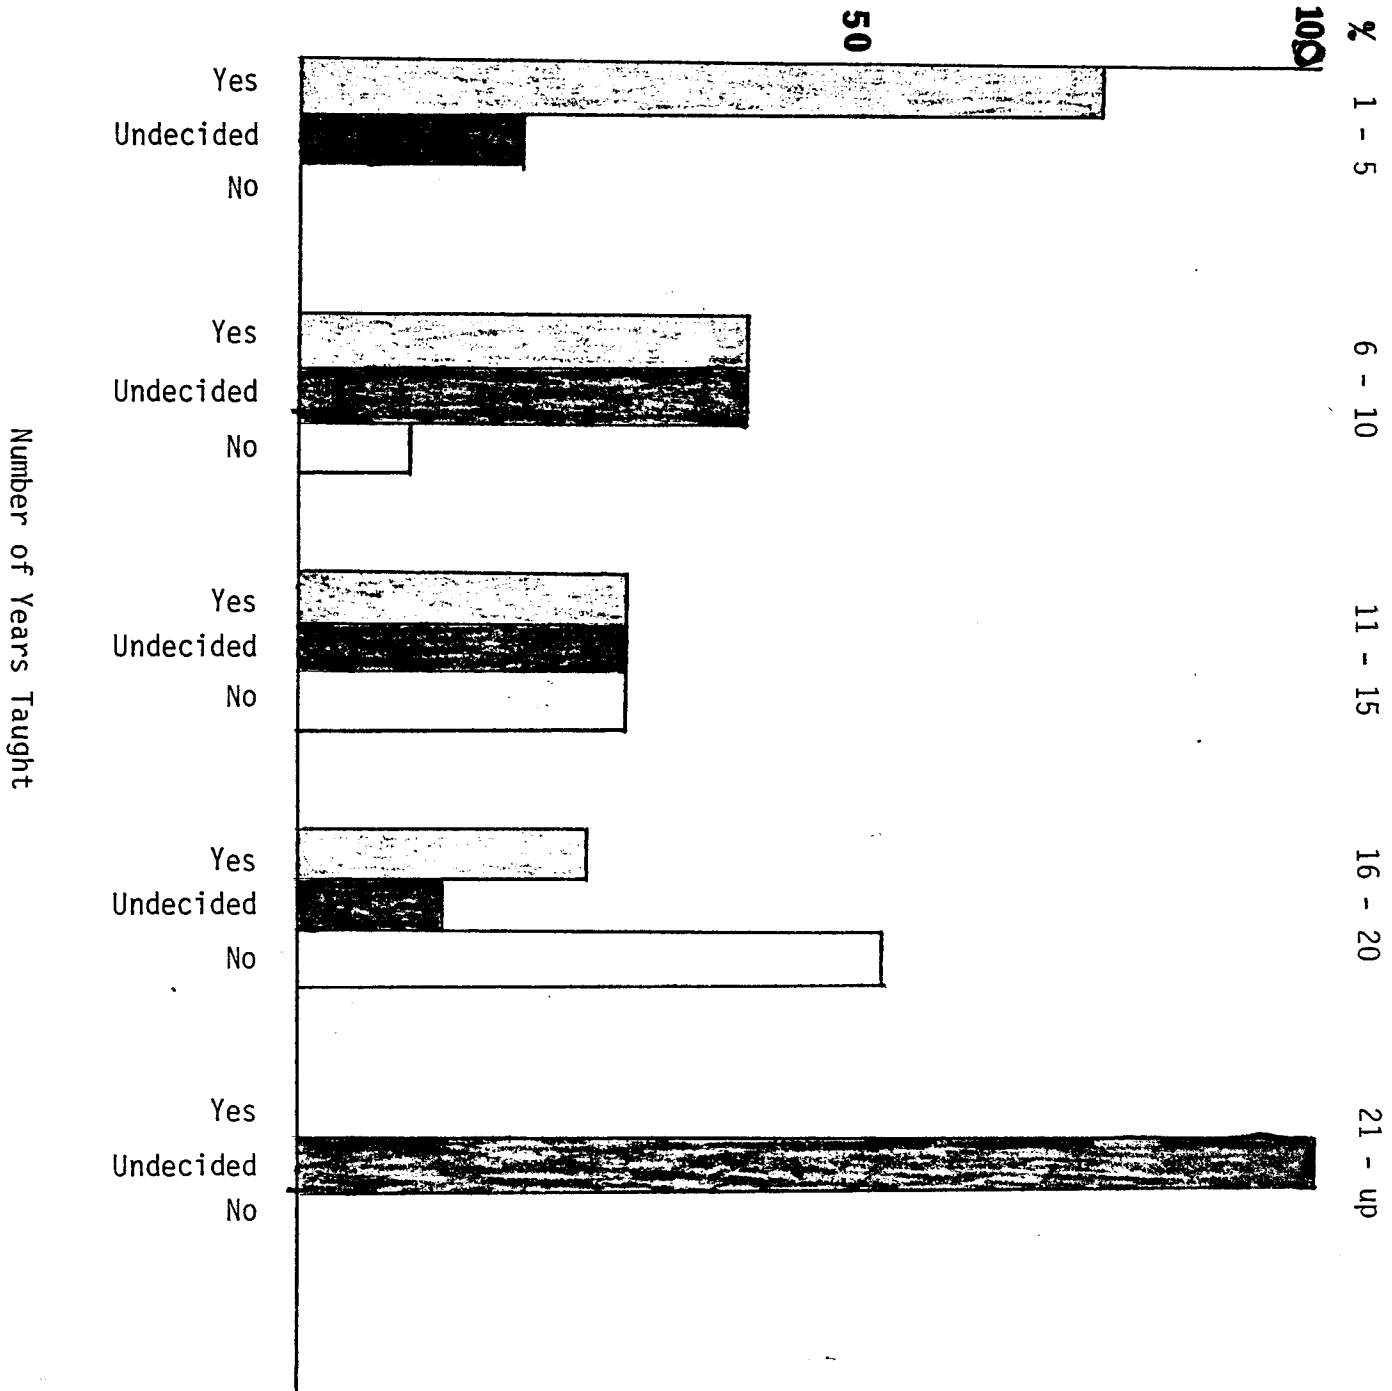 %
50
100
1 - 5
Yes
Undecided
No
6 - 10
Yes
Undecided
No
11 - 15
Yes
Undecided
No
16 - 20
Yes
Undecided
No
21 - up
Yes
Undecided
No
Number of Years Taught